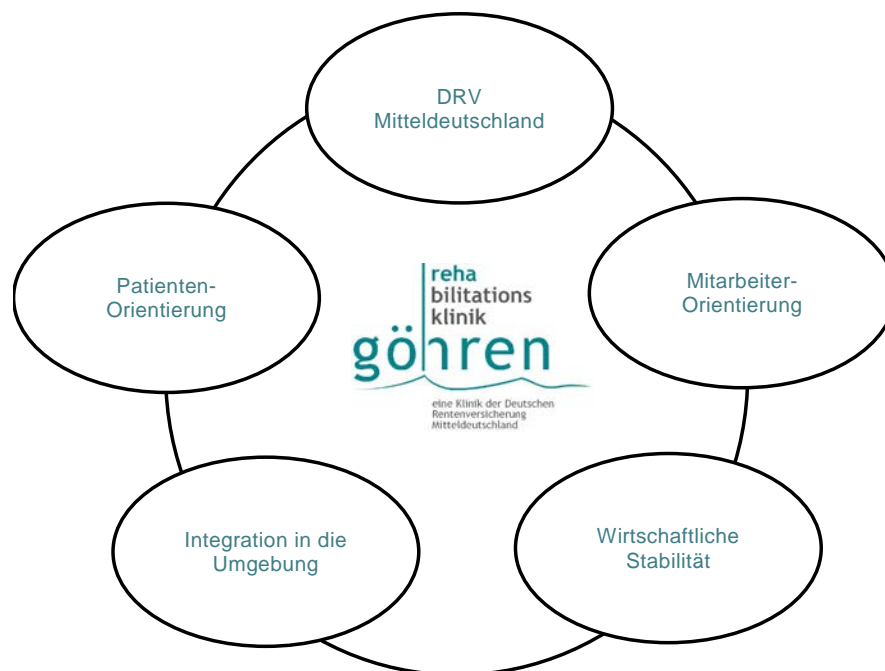 DRV
Mitteldeutschland
Patienten-
Orientierung
Mitarbeiter-
Orientierung
reha
bilitations
klinik
göhren
eine Klinik der Deutschen
Rentenversicherung
Mitteldeutschland
Integration in die
Umgebung
Wirtschaftliche
Stabilität